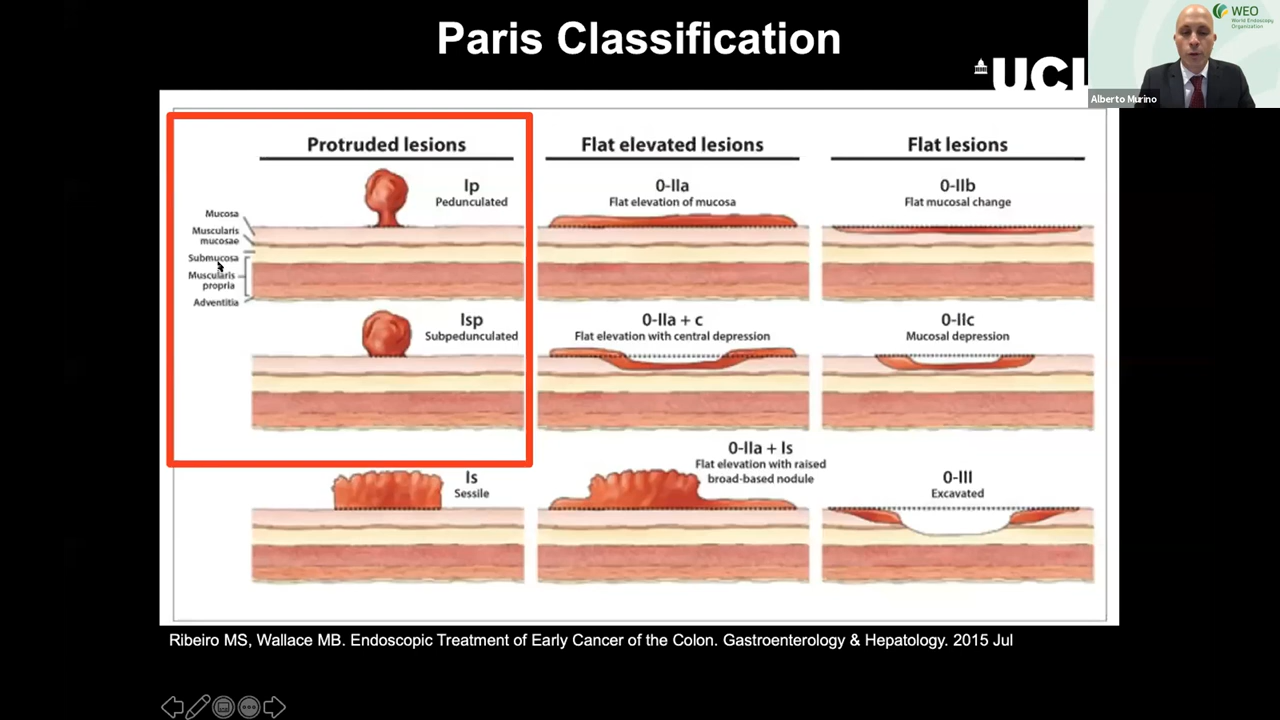 Paris Classification
WEO
World Endoscopy
Organization
UCL
Alberto Murino
Protruded lesions
Flat elevated lesions
Flat lesions
Ip
Pedunculated
0-IIa
Flat elevation of mucosa
0-IIb
Flat mucosal change
Mucosa
Muscularis
mucosae
Submucosa
Muscularis
propria
Adventitia
Isp
Subpedunculated
0-IIa + c
Flat elevation with central depression
0-IIc
Mucosal depression
Is
Sessile
0-IIa + Is
Flat elevation with raised
broad-based nodule
0-III
Excavated
Ribeiro MS, Wallace MB. Endoscopic Treatment of Early Cancer of the Colon. Gastroenterology & Hepatology. 2015 Jul